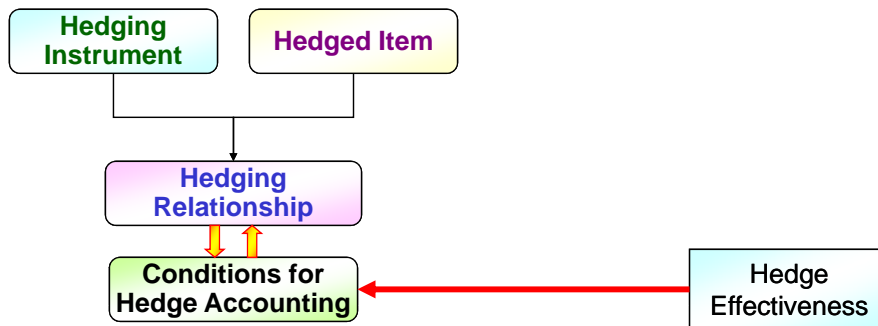 Hedging
Instrument
Hedged Item
Hedging
Relationship
Conditions for
Hedge Accounting
Hedge
Effectiveness